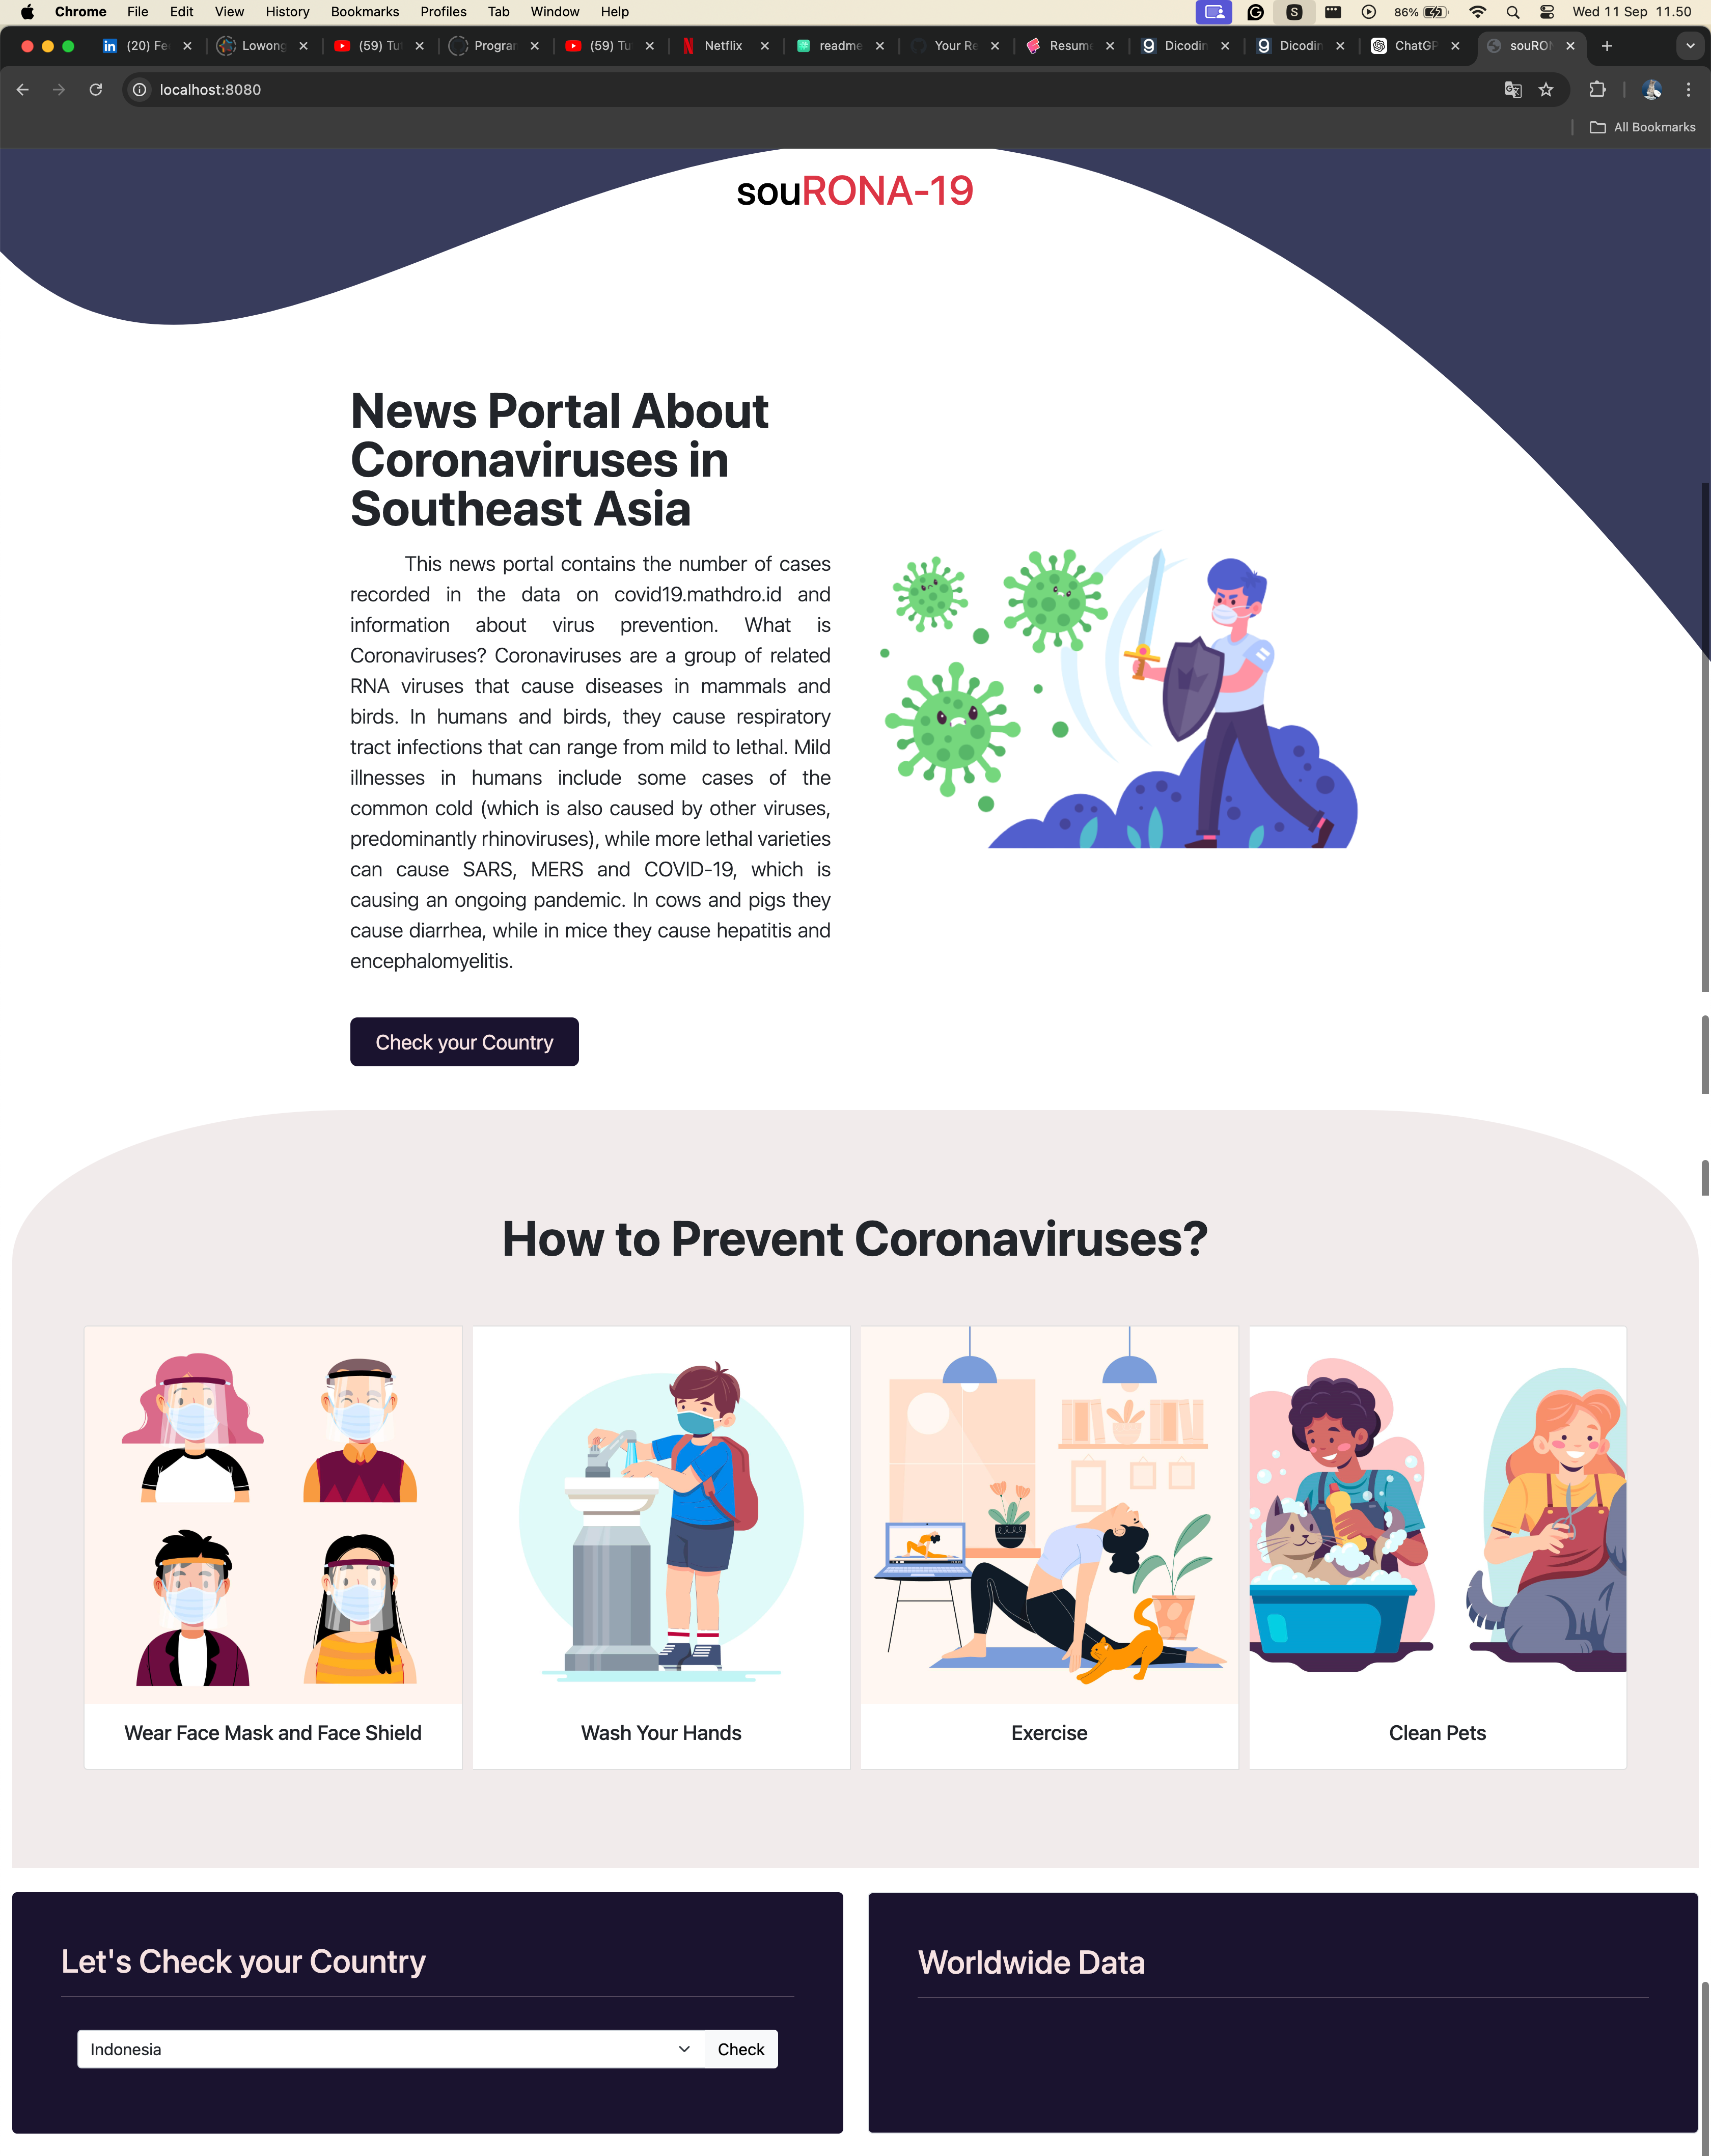 Chrome File Edit View History Bookmarks Profiles Tab Window Help 86% Wed 11 Sep 11.50
(20) Fe Lowong (59) Tu Progra (59) Tu Netflix readme Your Re Resume Dicodin Dicodin ChatGP souRO
localhost:8080
All Bookmarks
souRONA-19
News Portal About
Coronaviruses in
Southeast Asia
This news portal contains the number of cases
recorded in the data on covid19.mathdro.id and
information about virus prevention. What is
Coronaviruses? Coronaviruses are a group of related
RNA viruses that cause diseases in mammals and
birds. In humans and birds, they cause respiratory
tract infections that can range from mild to lethal. Mild
illnesses in humans include some cases of the
common cold (which is also caused by other viruses,
predominantly rhinoviruses), while more lethal varieties
can cause SARS, MERS and COVID-19, which is
causing an ongoing pandemic. In cows and pigs they
cause diarrhea, while in mice they cause hepatitis and
encephalomyelitis.
Check your Country
How to Prevent Coronaviruses?
Wear Face Mask and Face Shield
Wash Your Hands
Exercise
Clean Pets
Let's Check your Country
Indonesia
Check
Worldwide Data